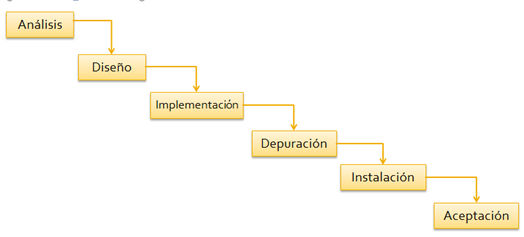 Análisis
Diseño
Implementación
Depuración
Instalación
Aceptación